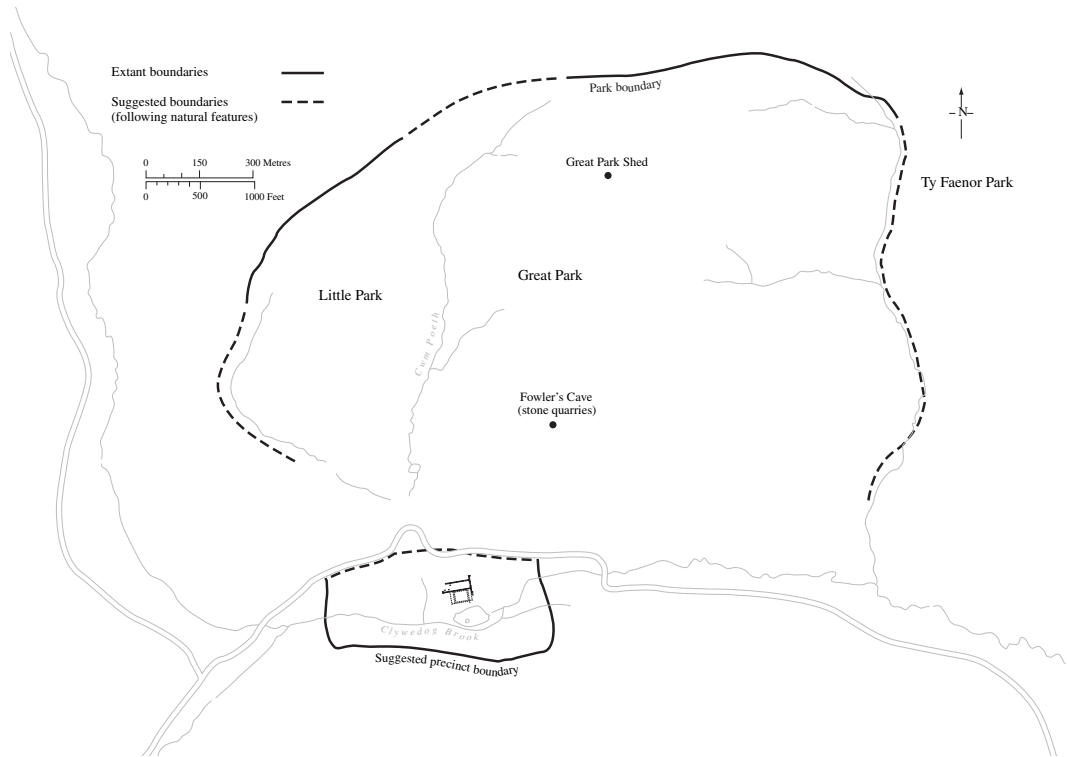 Extant boundaries
Suggested boundaries
(following natural features)
0 150 300 Metres
0 500 1000 Feet
Park boundary
N
Great Park Shed
Ty Faenor Park
Great Park
Little Park
Cwm Poeth
Fowler's Cave
(stone quarries)
Clywedog Brook
Suggested precinct boundary